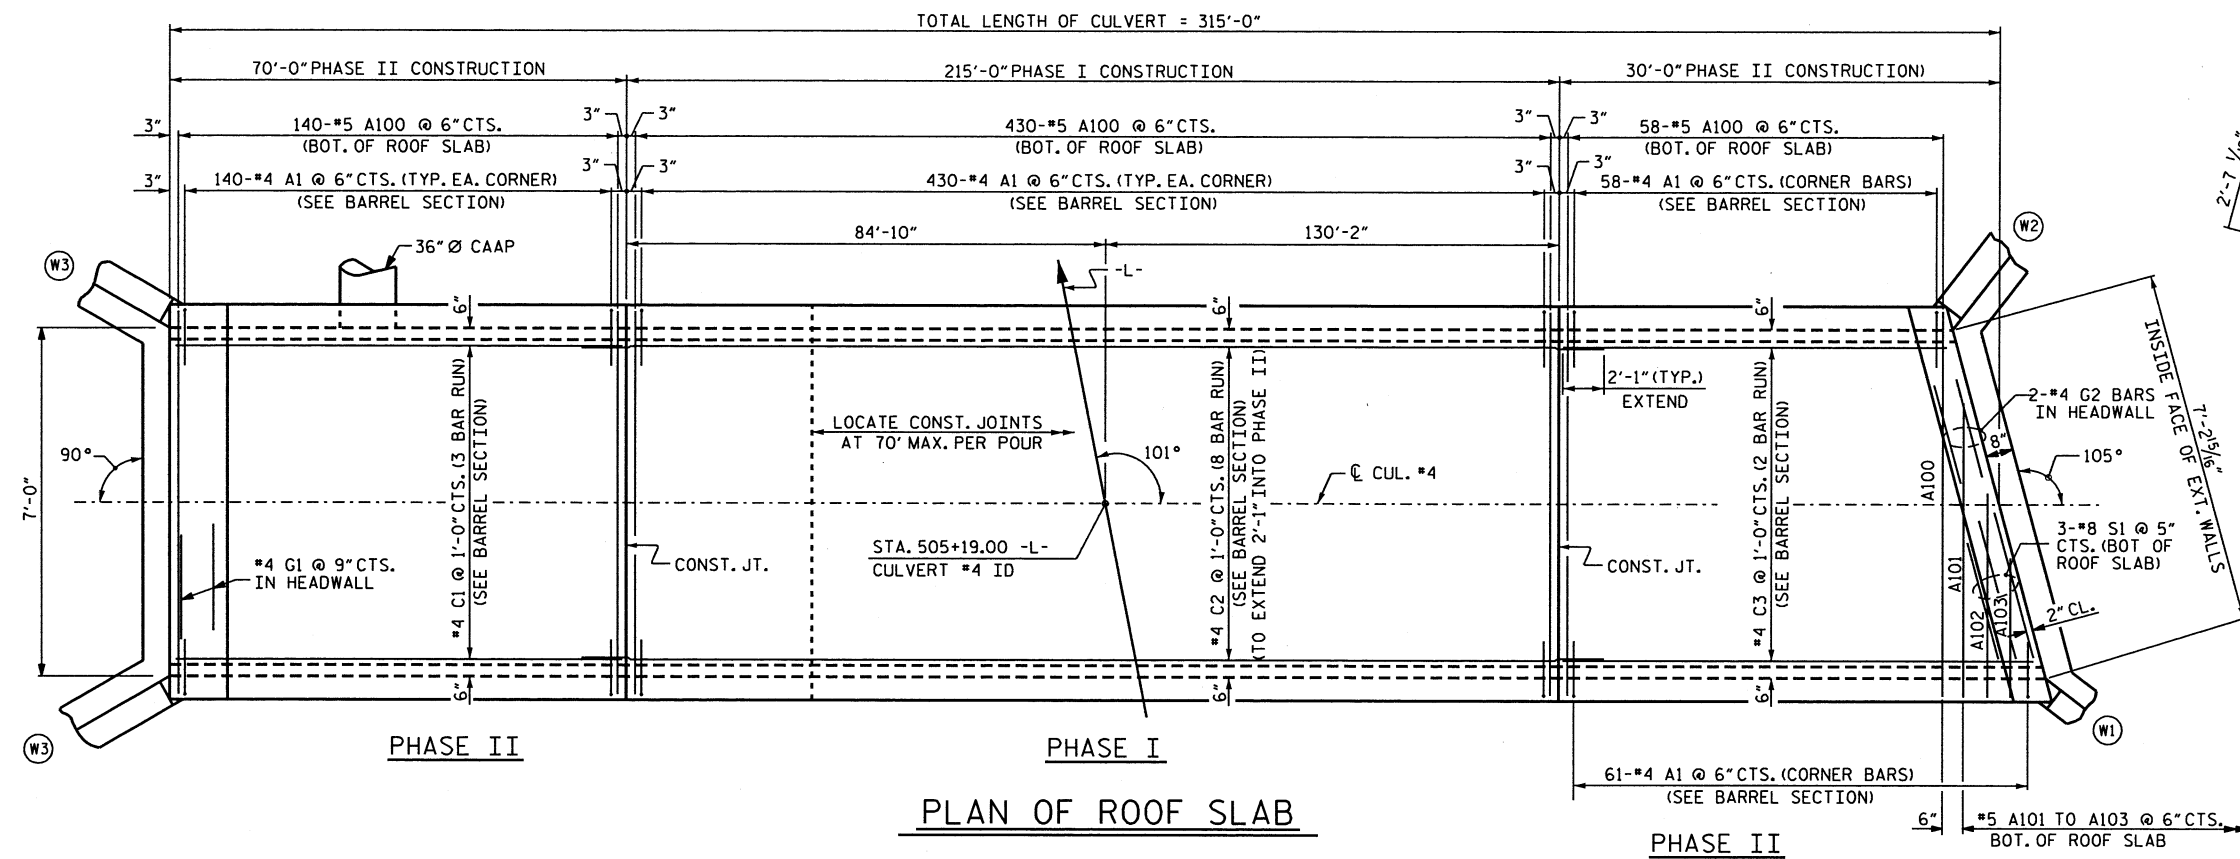 TOTAL LENGTH OF CULVERT = 315'-0"
70'-0" PHASE II CONSTRUCTION
215'-0" PHASE I CONSTRUCTION
30'-0" PHASE II CONSTRUCTION)
3"
140-#5 A100 @ 6" CTS.
(BOT. OF ROOF SLAB)
3"
3"
430-#5 A100 @ 6" CTS.
(BOT. OF ROOF SLAB)
3"
3"
58-#5 A100 @ 6" CTS.
(BOT. OF ROOF SLAB)
3"
140-#4 A1 @ 6" CTS. (TYP. EA. CORNER)
(SEE BARREL SECTION)
3"
3"
430-#4 A1 @ 6" CTS. (TYP. EA. CORNER)
(SEE BARREL SECTION)
3"
3"
58-#4 A1 @ 6" CTS. (CORNER BARS)
(SEE BARREL SECTION)
84'-10"
130'-2"
36" Ø CAAP
-L-
W3
W2
6"
6"
6"
7'-0"
90°
#4 C1 @ 1'-0" CTS. (3 BAR RUN)
(SEE BARREL SECTION)
LOCATE CONST. JOINTS
AT 70' MAX. PER POUR
101°
#4 C2 @ 1'-0" CTS. (8 BAR RUN)
(SEE BARREL SECTION)
(TO EXTEND 2'-1" INTO PHASE II)
℄ CUL. #4
2'-1" (TYP.)
EXTEND
#4 C3 @ 1'-0" CTS. (2 BAR RUN)
(SEE BARREL SECTION)
2-#4 G2 BARS
IN HEADWALL
8"
105°
7'-2 15/16"
INSIDE FACE OF EXT. WALLS
A100
A101
A102
A103
3-#8 S1 @ 5"
CTS. (BOT OF
ROOF SLAB)
2" CL.
#4 G1 @ 9" CTS.
IN HEADWALL
CONST. JT.
STA. 505+19.00 -L-
CULVERT #4 ID
CONST. JT.
6"
6"
6"
W3
W1
PHASE II
PHASE I
61-#4 A1 @ 6" CTS. (CORNER BARS)
(SEE BARREL SECTION)
PLAN OF ROOF SLAB
6"
#5 A101 TO A103 @ 6" CTS.
BOT. OF ROOF SLAB
PHASE II